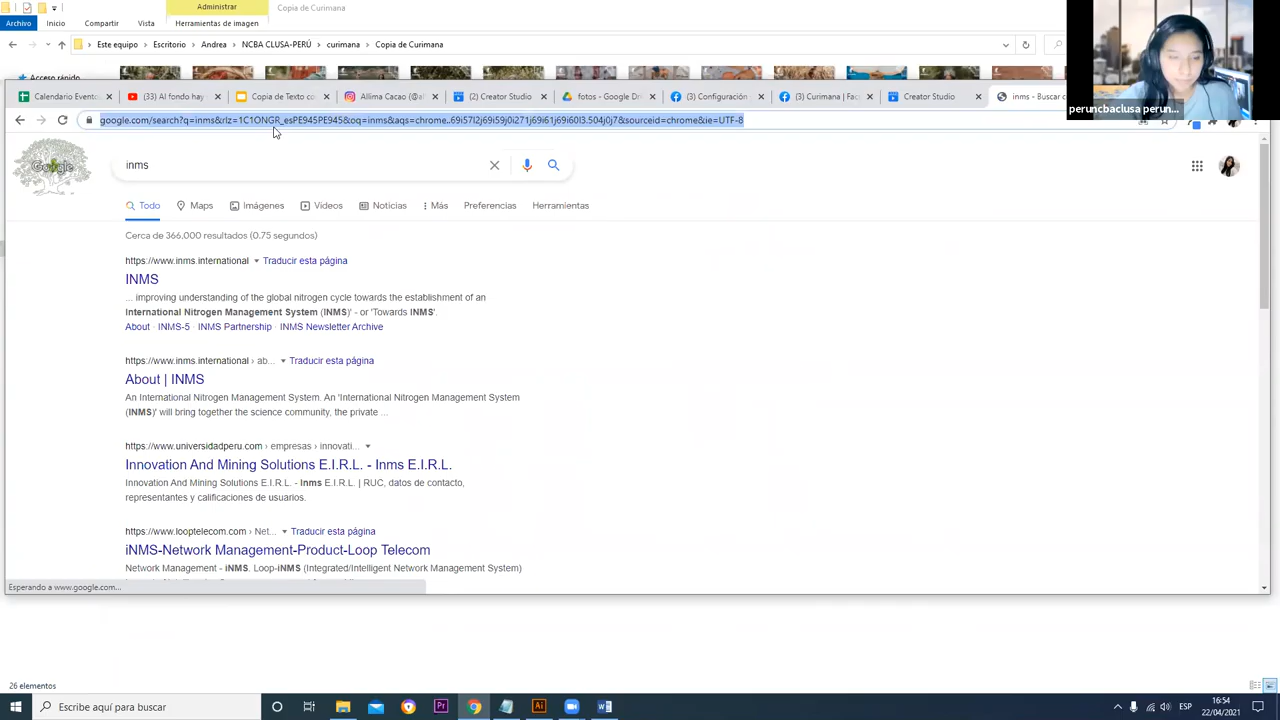 Administrar
Copia de Curimana
Archivo
Inicio
Compartir
Vista
Herramientas de imagen
Este equipo > Escritorio > Andrea > NCBA CLUSA-PERÚ > curimana > Copia de Curimana
Acceso rápido
Calendario Evento
(33) Al fondo hay
Copia de Texto co
Allima Cacao(@al
(2) Creator Studio
fotos - Google Dr
(3) Configuración
(3) Curimana | Fac
Creator Studio
inms - Buscar c
peruncbaclusa perun...
google.com/search?q=inms&rlz=1C1ONGR_esPE945PE945&oq=inms&aqs=chrome..69i57l2j69i59j0i271j69i61j69i60l3.504j0j7&sourceid=chrome&ie=UTF-8
Google
inms
Todo
Maps
Imágenes
Vídeos
Noticias
Más
Preferencias
Herramientas
Cerca de 366,000 resultados (0.75 segundos)
https://www.inms.international Traducir esta página
INMS
... improving understanding of the global nitrogen cycle towards the establishment of an
International Nitrogen Management System (INMS)' - or 'Towards INMS'.
About · INMS-5 · INMS Partnership · INMS Newsletter Archive
https://www.inms.international › ab... Traducir esta página
About | INMS
An International Nitrogen Management System. An 'International Nitrogen Management System
(INMS)' will bring together the science community, the private ...
https://www.universidadperu.com › empresas › innovati...
Innovation And Mining Solutions E.I.R.L. - Inms E.I.R.L.
Innovation And Mining Solutions E.I.R.L. - Inms E.I.R.L. | RUC, datos de contacto,
representantes y calificaciones de usuarios.
https://www.looptelecom.com › Net... Traducir esta página
iNMS-Network Management-Product-Loop Telecom
Network Management - iNMS. Loop-iNMS (Integrated/Intelligent Network Management System)
Esperando a www.google.com...
26 elementos
Escribe aquí para buscar
Pr
Ai
ESP
16:54
22/04/2021